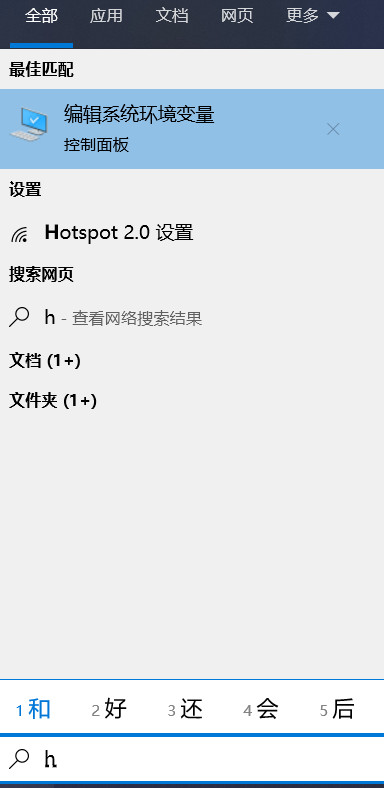 全部 应用 文档 网页 更多
最佳匹配
编辑系统环境变量
控制面板
设置
Hotspot 2.0 设置
搜索网页
h - 查看网络搜索结果
文档 (1+)
文件夹 (1+)
1 和 2 好 3 还 4 会 5 后
h